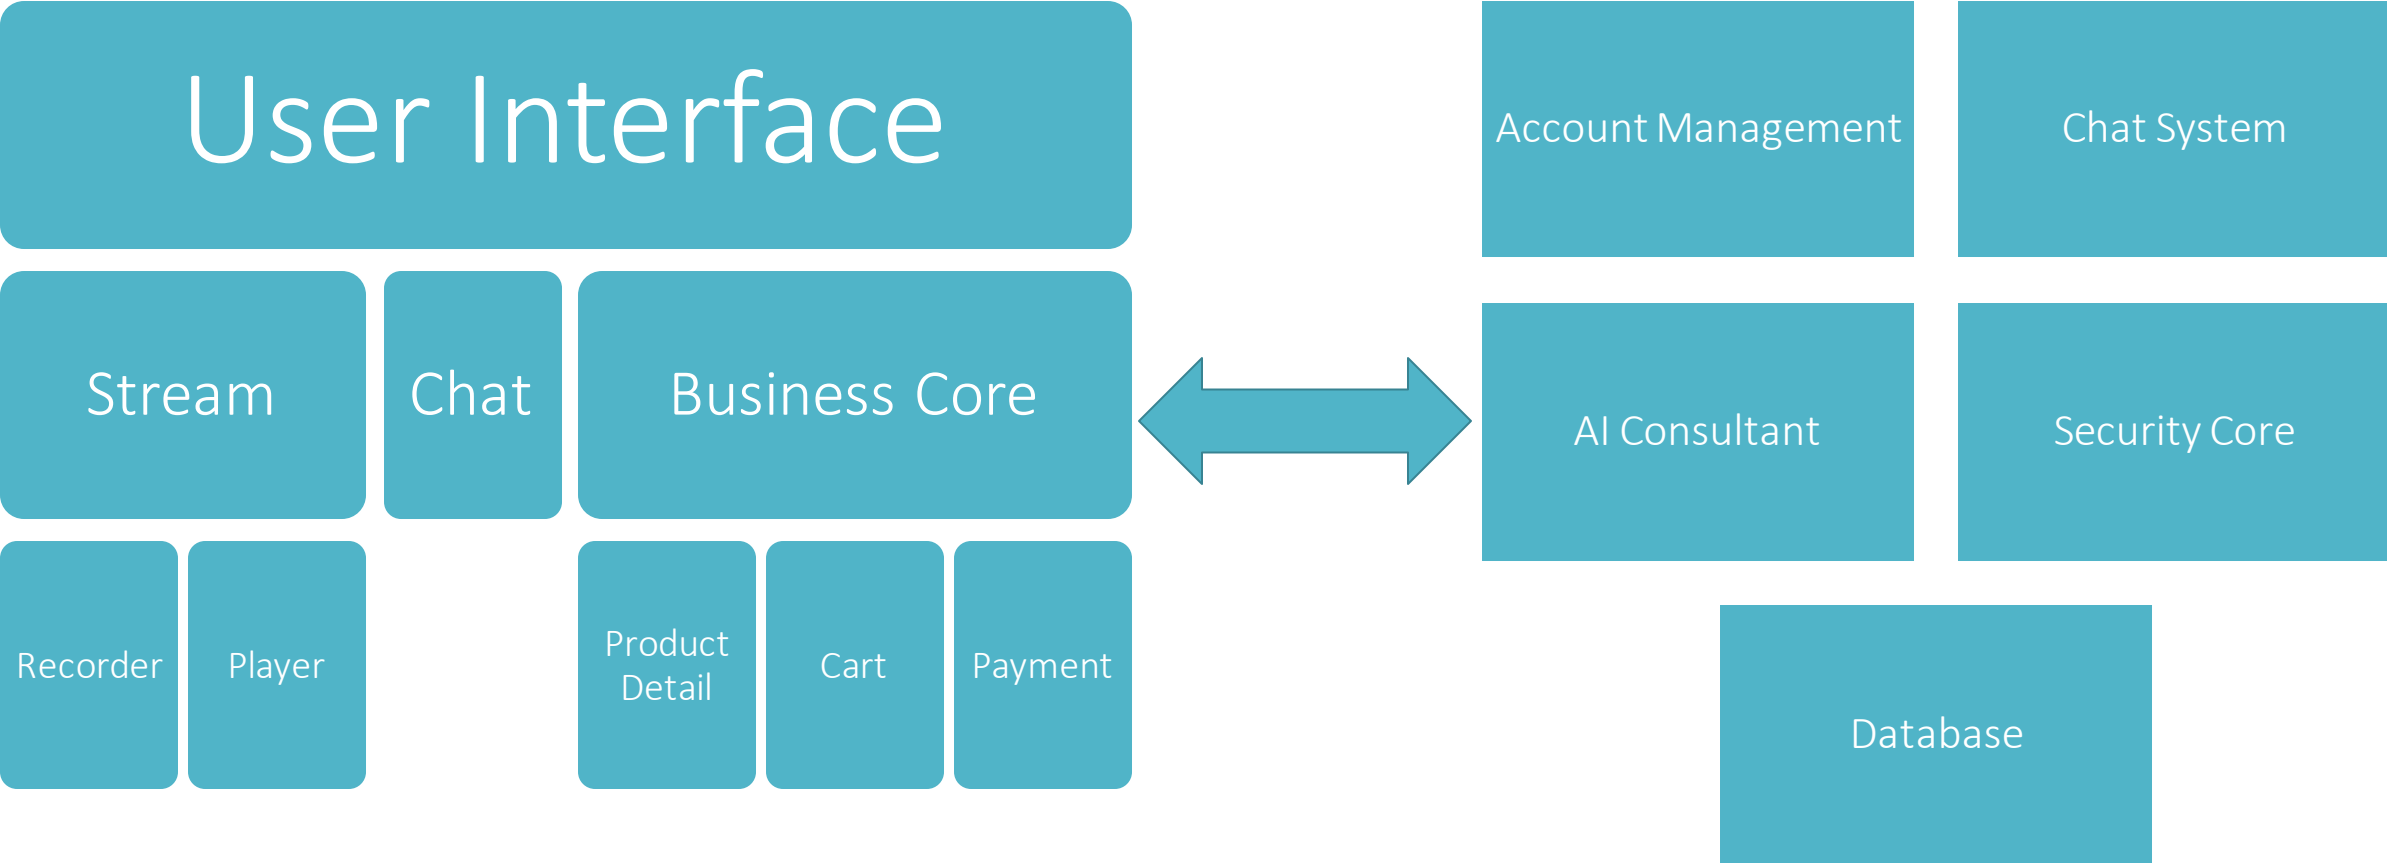 User Interface
Stream
Chat
Business Core
Recorder
Player
Product
Detail
Cart
Payment
Account Management
Chat System
AI Consultant
Security Core
Database